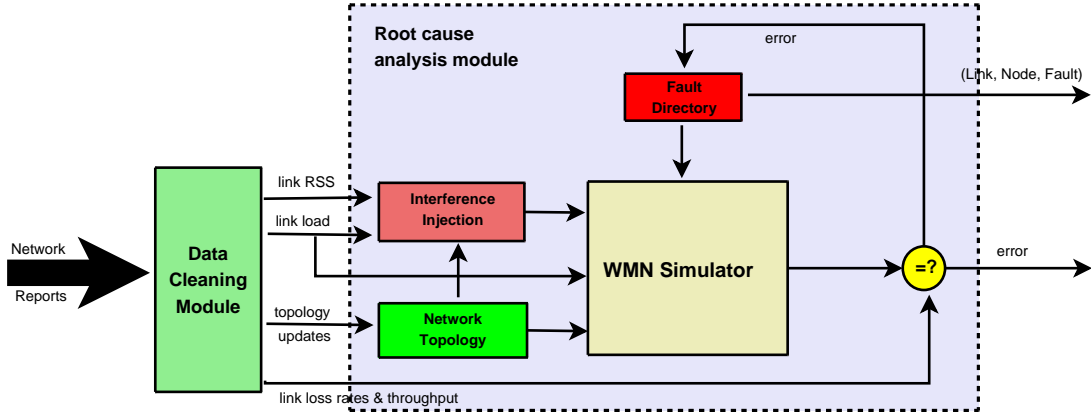 Root cause
analysis module
error
Fault
Directory
(Link, Node, Fault)
link RSS
link load
Interference
Injection
Network
Reports
Data
Cleaning
Module
WMN Simulator
=?
error
topology
updates
Network
Topology
link loss rates & throughput